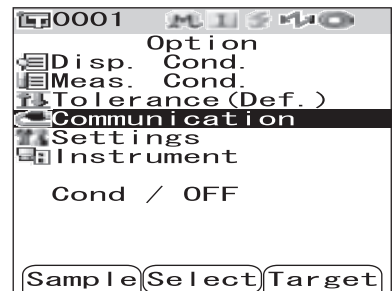 0001
Option
Disp. Cond.
Meas. Cond.
Tolerance(Def.)
Communication
Settings
Instrument
Cond / OFF
Sample Select Target